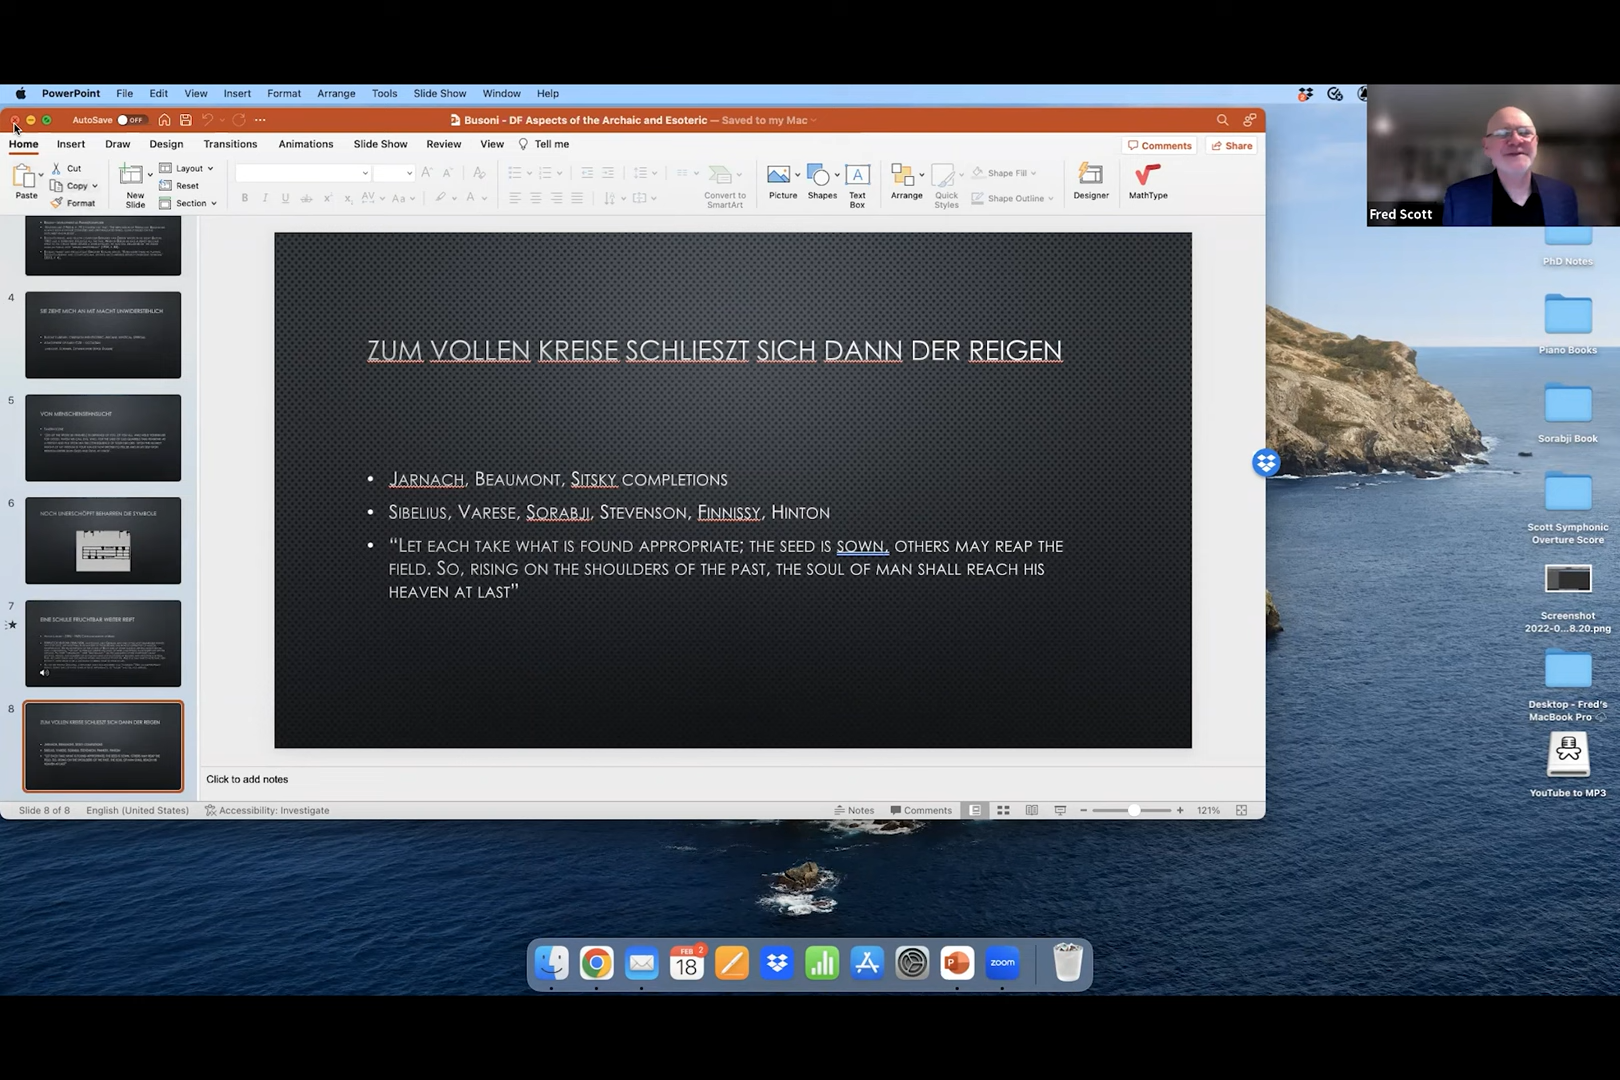 PowerPoint File Edit View Insert Format Arrange Tools Slide Show Window Help
AutoSave OFF Busoni - DF Aspects of the Archaic and Esoteric — Saved to my Mac
Home Insert Draw Design Transitions Animations Slide Show Review View Tell me Comments Share
Paste Cut Copy Format
New Slide Layout Reset Section
Convert to SmartArt
Picture Shapes Text Box
Arrange Quick Styles Shape Fill Shape Outline
Designer MathType
Fred Scott
4
SIE ZIEHT MICH AN MIT MACHT UNWIDERSTEHLICH
5
VON MENSCHENSEHNSUCHT
6
NOCH UNERSCHÖPFT BEHARREN DIE SYMBOLE
7
EINE SCHULE FRUCHTBAR WEITER REIFT
8
ZUM VOLLEN KREISE SCHLIESZT SICH DANN DER REIGEN
ZUM VOLLEN KREISE SCHLIESZT SICH DANN DER REIGEN
• JARNACH, BEAUMONT, SITSKY COMPLETIONS
• SIBELIUS, VARESE, SORABJI, STEVENSON, FINNISSY, HINTON
• “LET EACH TAKE WHAT IS FOUND APPROPRIATE; THE SEED IS SOWN, OTHERS MAY REAP THE
FIELD. SO, RISING ON THE SHOULDERS OF THE PAST, THE SOUL OF MAN SHALL REACH HIS
HEAVEN AT LAST”
Click to add notes
Slide 8 of 8 English (United States) Accessibility: Investigate Notes Comments 121%
PhD Notes
Piano Books
Sorabji Book
Scott Symphonic
Overture Score
Screenshot
2022-0...8.20.png
Desktop - Fred's
MacBook Pro
YouTube to MP3
FEB 2
18
zoom